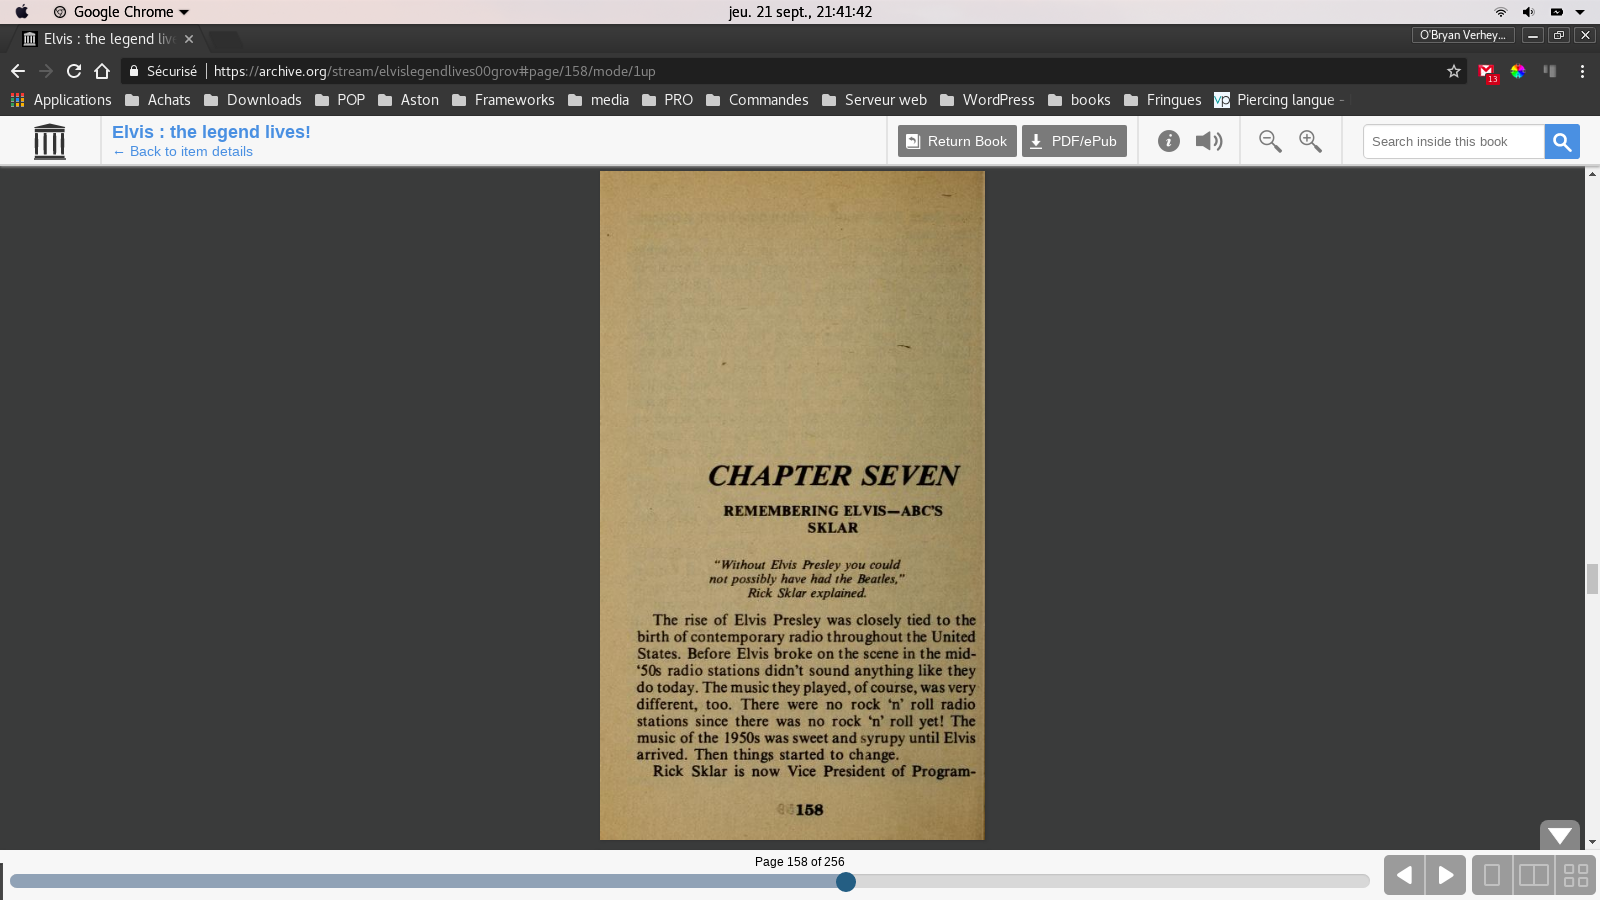 Google Chrome
jeu. 21 sept., 21:41:42
Elvis : the legend liv
O'Bryan Verhey...
Sécurisé
https://archive.org/stream/elvislegendlives00grov#page/158/mode/1up
13
Applications
Achats
Downloads
POP
Aston
Frameworks
media
PRO
Commandes
Serveur web
WordPress
books
Fringues
vp
Piercing langue -
Elvis : the legend lives!
← Back to item details
Return Book
PDF/ePub
Search inside this book
CHAPTER SEVEN
REMEMBERING ELVIS—ABC'S
SKLAR
“Without Elvis Presley you could
not possibly have had the Beatles,”
Rick Sklar explained.
The rise of Elvis Presley was closely tied to the
birth of contemporary radio throughout the United
States. Before Elvis broke on the scene in the mid-
‘50s radio stations didn't sound anything like they
do today. The music they played, of course, was very
different, too. There were no rock ‘n’ roll radio
stations since there was no rock ‘n’ roll yet! The
music of the 1950s was sweet and syrupy until Elvis
arrived. Then things started to change.
Rick Sklar is now Vice President of Program-
158
Page 158 of 256